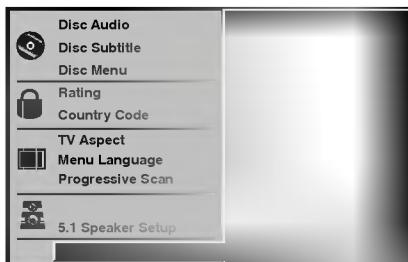 Disc Audio
Disc Subtitle
Disc Menu
Rating
Country Code
TV Aspect
Menu Language
Progressive Scan
5.1 Speaker Setup